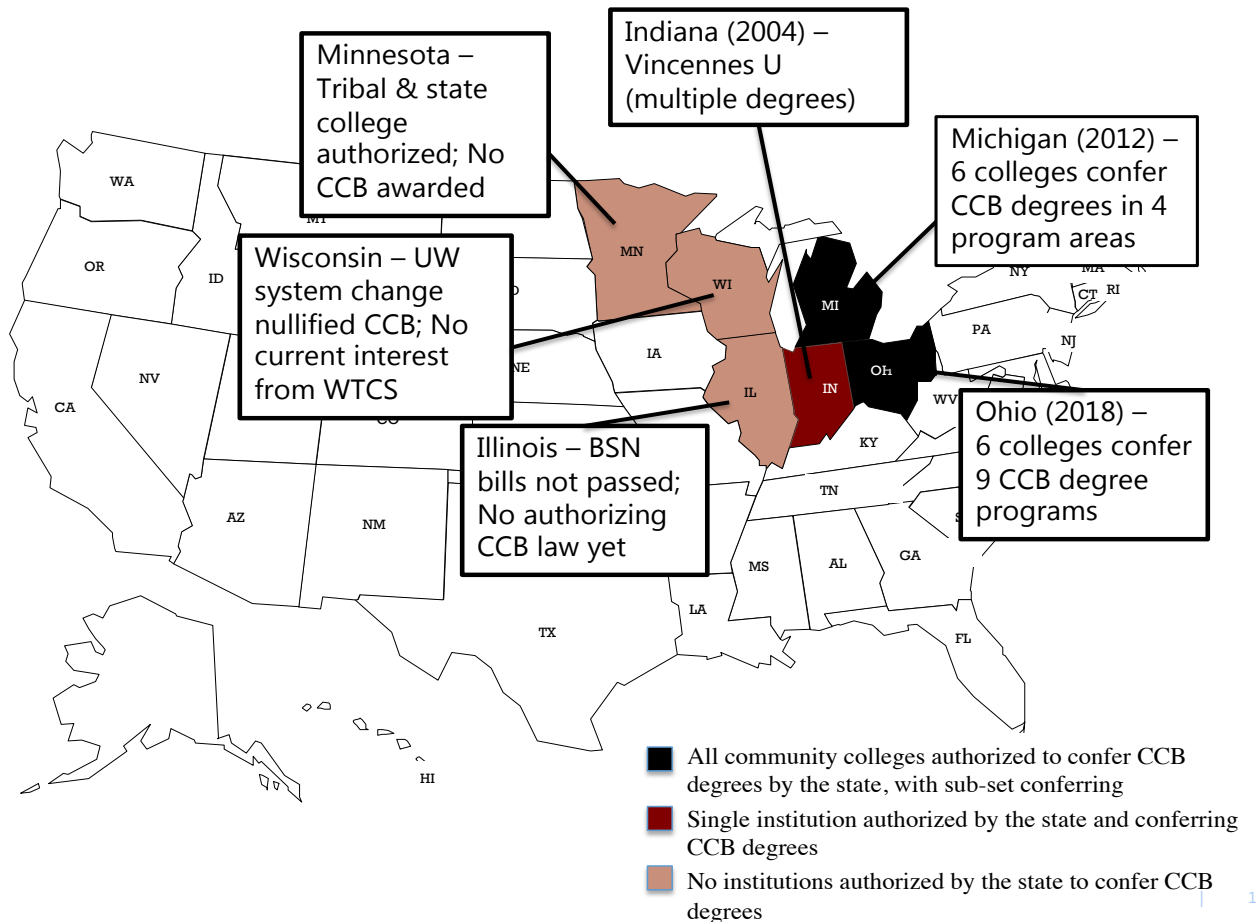 Minnesota –
Tribal & state
college
authorized; No
CCB awarded
Indiana (2004) –
Vincennes U
(multiple degrees)
Michigan (2012) –
6 colleges confer
CCB degrees in 4
program areas
Wisconsin – UW
system change
nullified CCB; No
current interest
from WTCS
Illinois – BSN
bills not passed;
No authorizing
CCB law yet
Ohio (2018) –
6 colleges confer
9 CCB degree
programs
WA
OR
ID
MT
NV
CA
AZ
NM
CO
NE
TX
MN
WI
IA
IL
IN
MI
OH
KY
WV
PA
NY
MA
CT
RI
NJ
TN
MS
AL
GA
LA
FL
HI
All community colleges authorized to confer CCB
degrees by the state, with sub-set conferring
Single institution authorized by the state and conferring
CCB degrees
No institutions authorized by the state to confer CCB
degrees
| 1